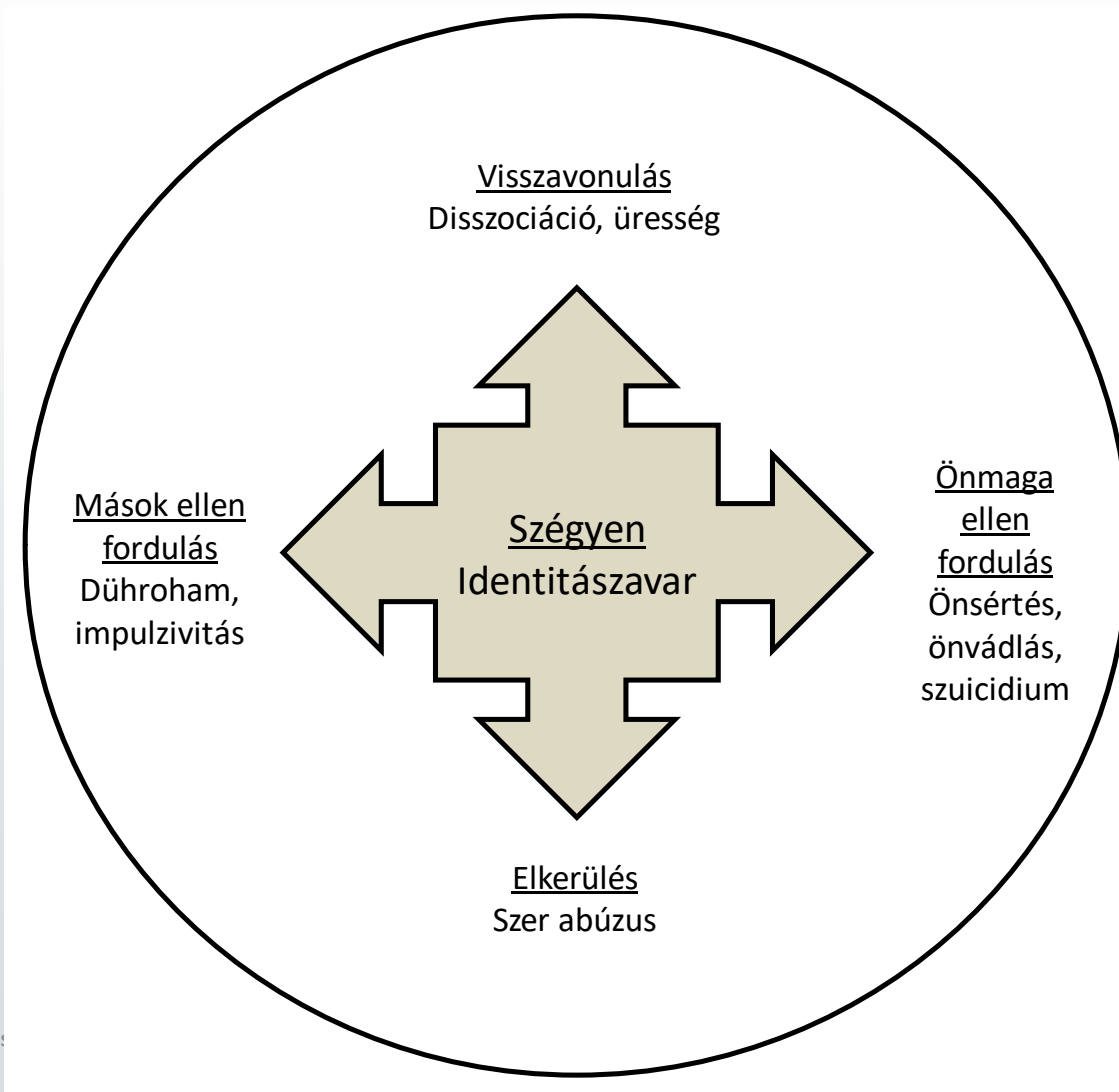 Visszavonulás
Disszociáció, üresség
Mások ellen
fordulás
Dühroham,
impulzivitás
Szégyen
Identitászavar
Önmaga
ellen
fordulás
Önsértés,
önvádlás,
szuicidium
Elkerülés
Szer abúzus